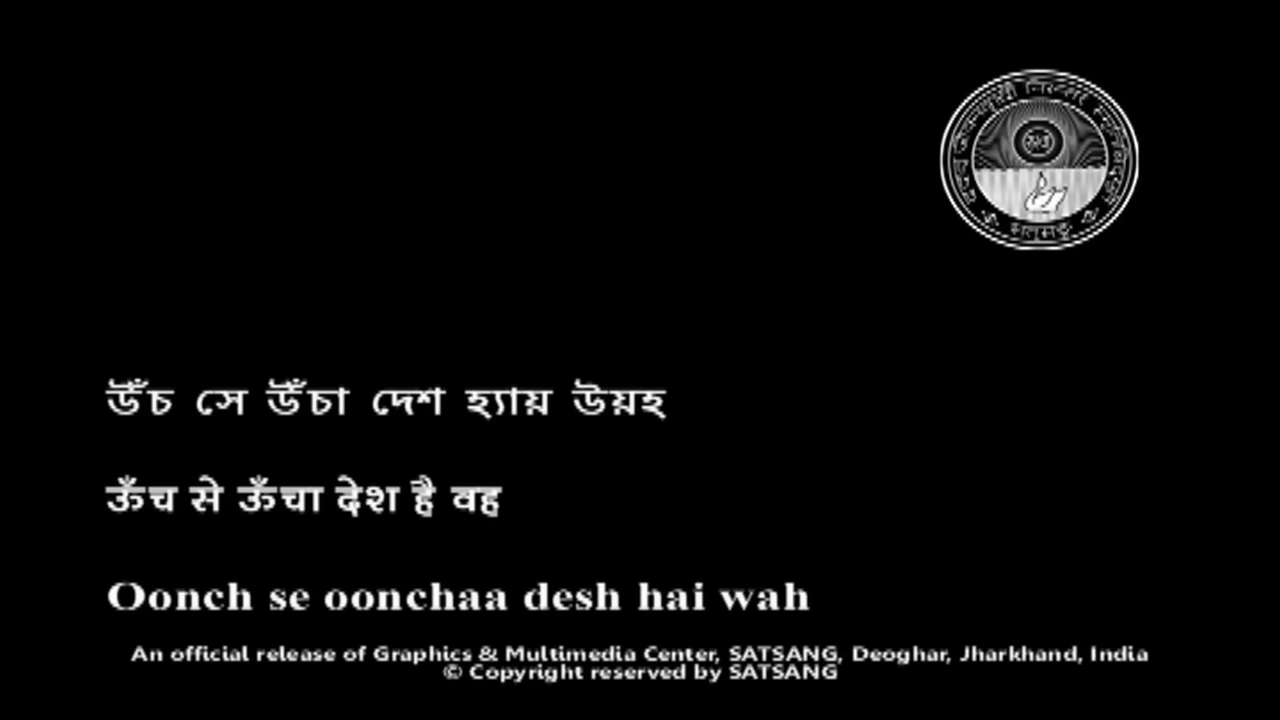 উঁচ সে উঁচা দেশ হ্যায় উয়হ
ऊँच से ऊँचा देश है वह
Oonch se oonchaa desh hai wah
An official release of Graphics & Multimedia Center, SATSANG, Deoghar, Jharkhand, India
© Copyright reserved by SATSANG